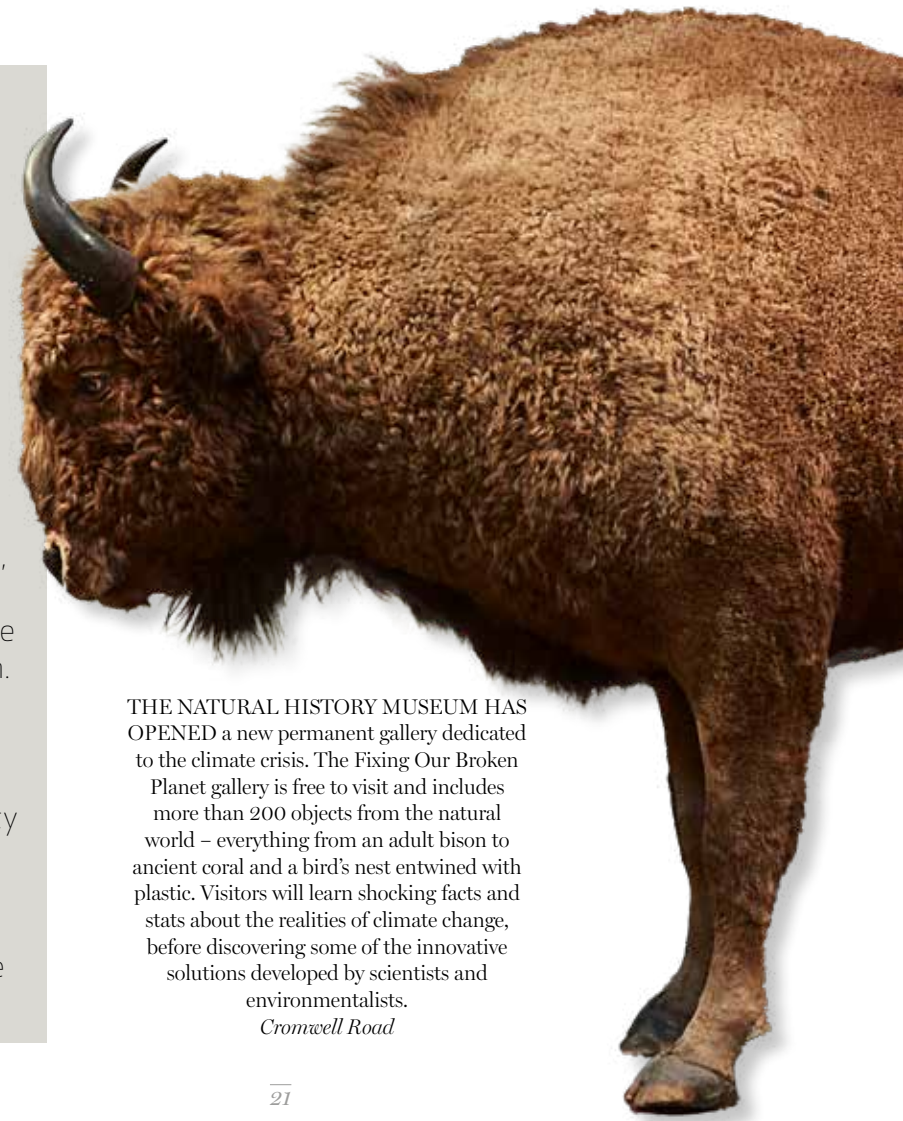 THE NATURAL HISTORY MUSEUM HAS
OPENED a new permanent gallery dedicated
to the climate crisis. The Fixing Our Broken
Planet gallery is free to visit and includes
more than 200 objects from the natural
world – everything from an adult bison to
ancient coral and a bird's nest entwined with
plastic. Visitors will learn shocking facts and
stats about the realities of climate change,
before discovering some of the innovative
solutions developed by scientists and
environmentalists.
Cromwell Road
21